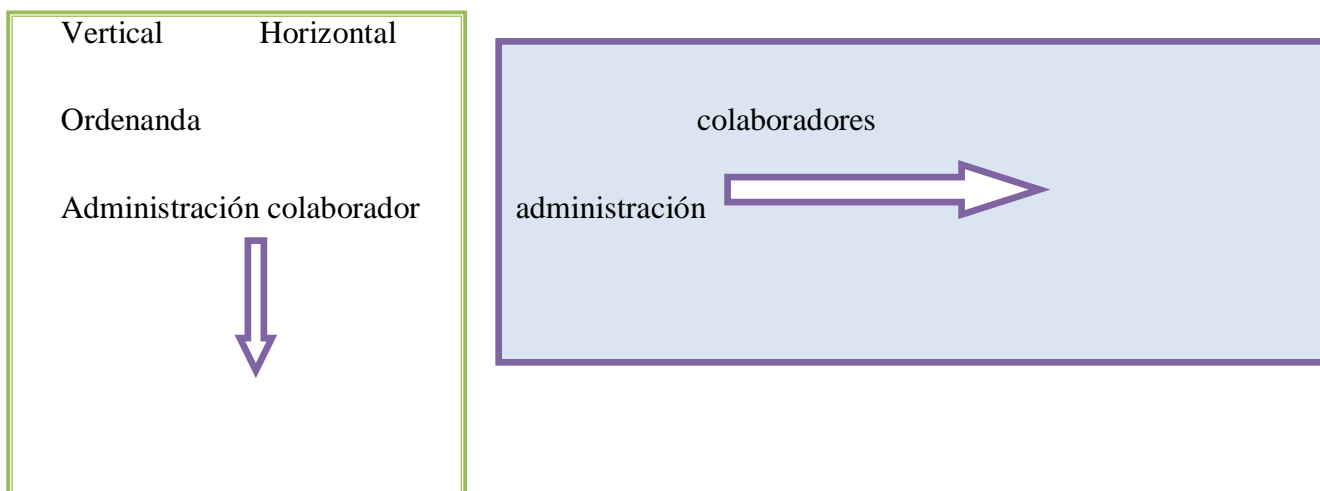 Vertical Horizontal
Ordenanda
Administración colaborador
colaboradores
administración